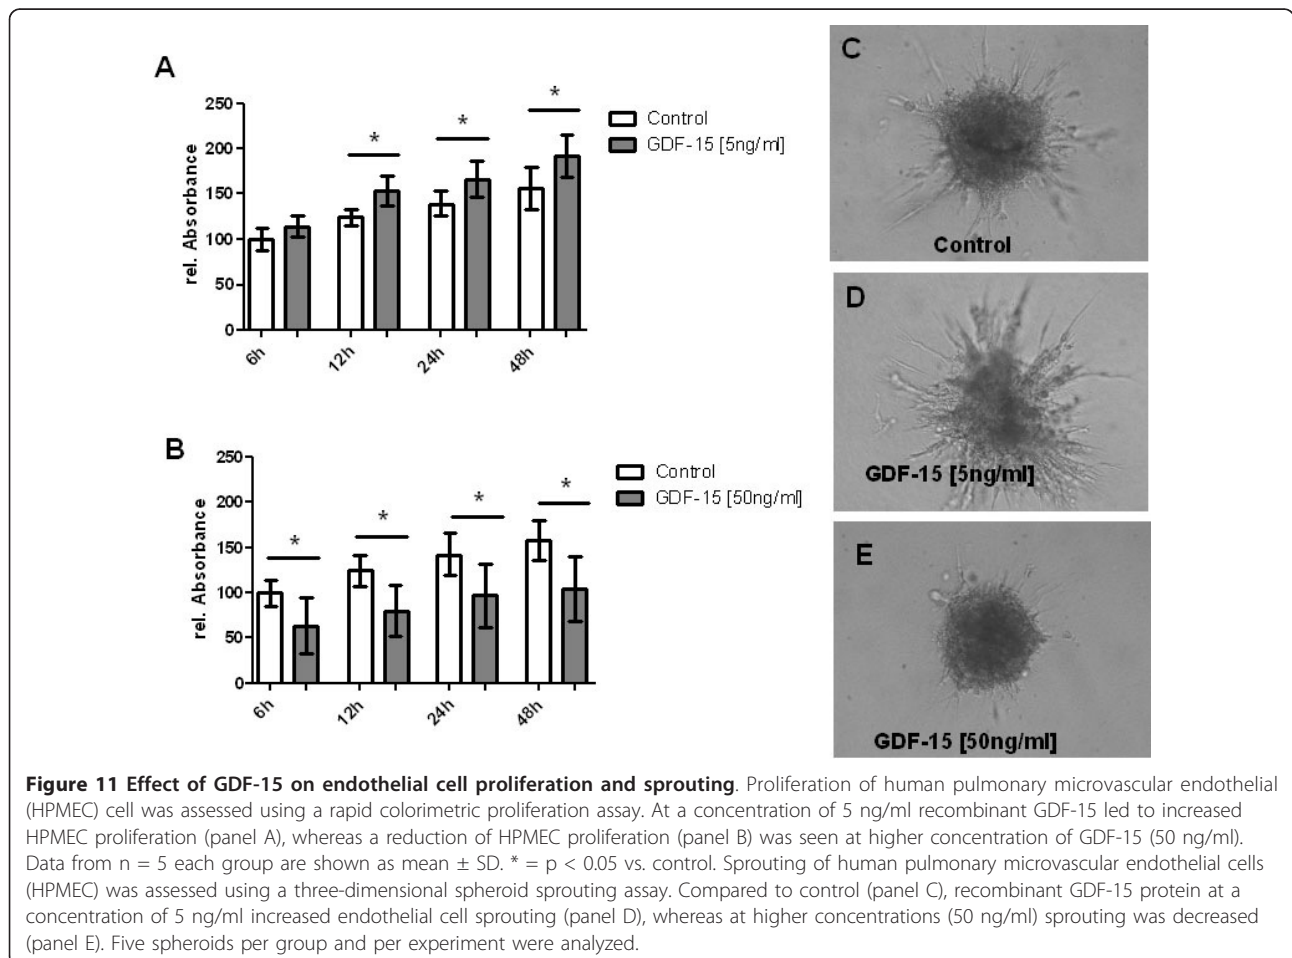 A
250
200
150
100
50
0
rel. Absorbance
*
*
*
Control
GDF-15 [5ng/ml]
6h
12h
24h
48h
B
250
200
150
100
50
0
rel. Absorbance
*
*
*
*
Control
GDF-15 [50ng/ml]
6h
12h
24h
48h
C
Control
D
GDF-15 [5ng/ml]
E
GDF-15 [50ng/ml]
Figure 11 Effect of GDF-15 on endothelial cell proliferation and sprouting. Proliferation of human pulmonary microvascular endothelial
(HPMEC) cell was assessed using a rapid colorimetric proliferation assay. At a concentration of 5 ng/ml recombinant GDF-15 led to increased
HPMEC proliferation (panel A), whereas a reduction of HPMEC proliferation (panel B) was seen at higher concentration of GDF-15 (50 ng/ml).
Data from n = 5 each group are shown as mean ± SD. * = p < 0.05 vs. control. Sprouting of human pulmonary microvascular endothelial cells
(HPMEC) was assessed using a three-dimensional spheroid sprouting assay. Compared to control (panel C), recombinant GDF-15 protein at a
concentration of 5 ng/ml increased endothelial cell sprouting (panel D), whereas at higher concentrations (50 ng/ml) sprouting was decreased
(panel E). Five spheroids per group and per experiment were analyzed.